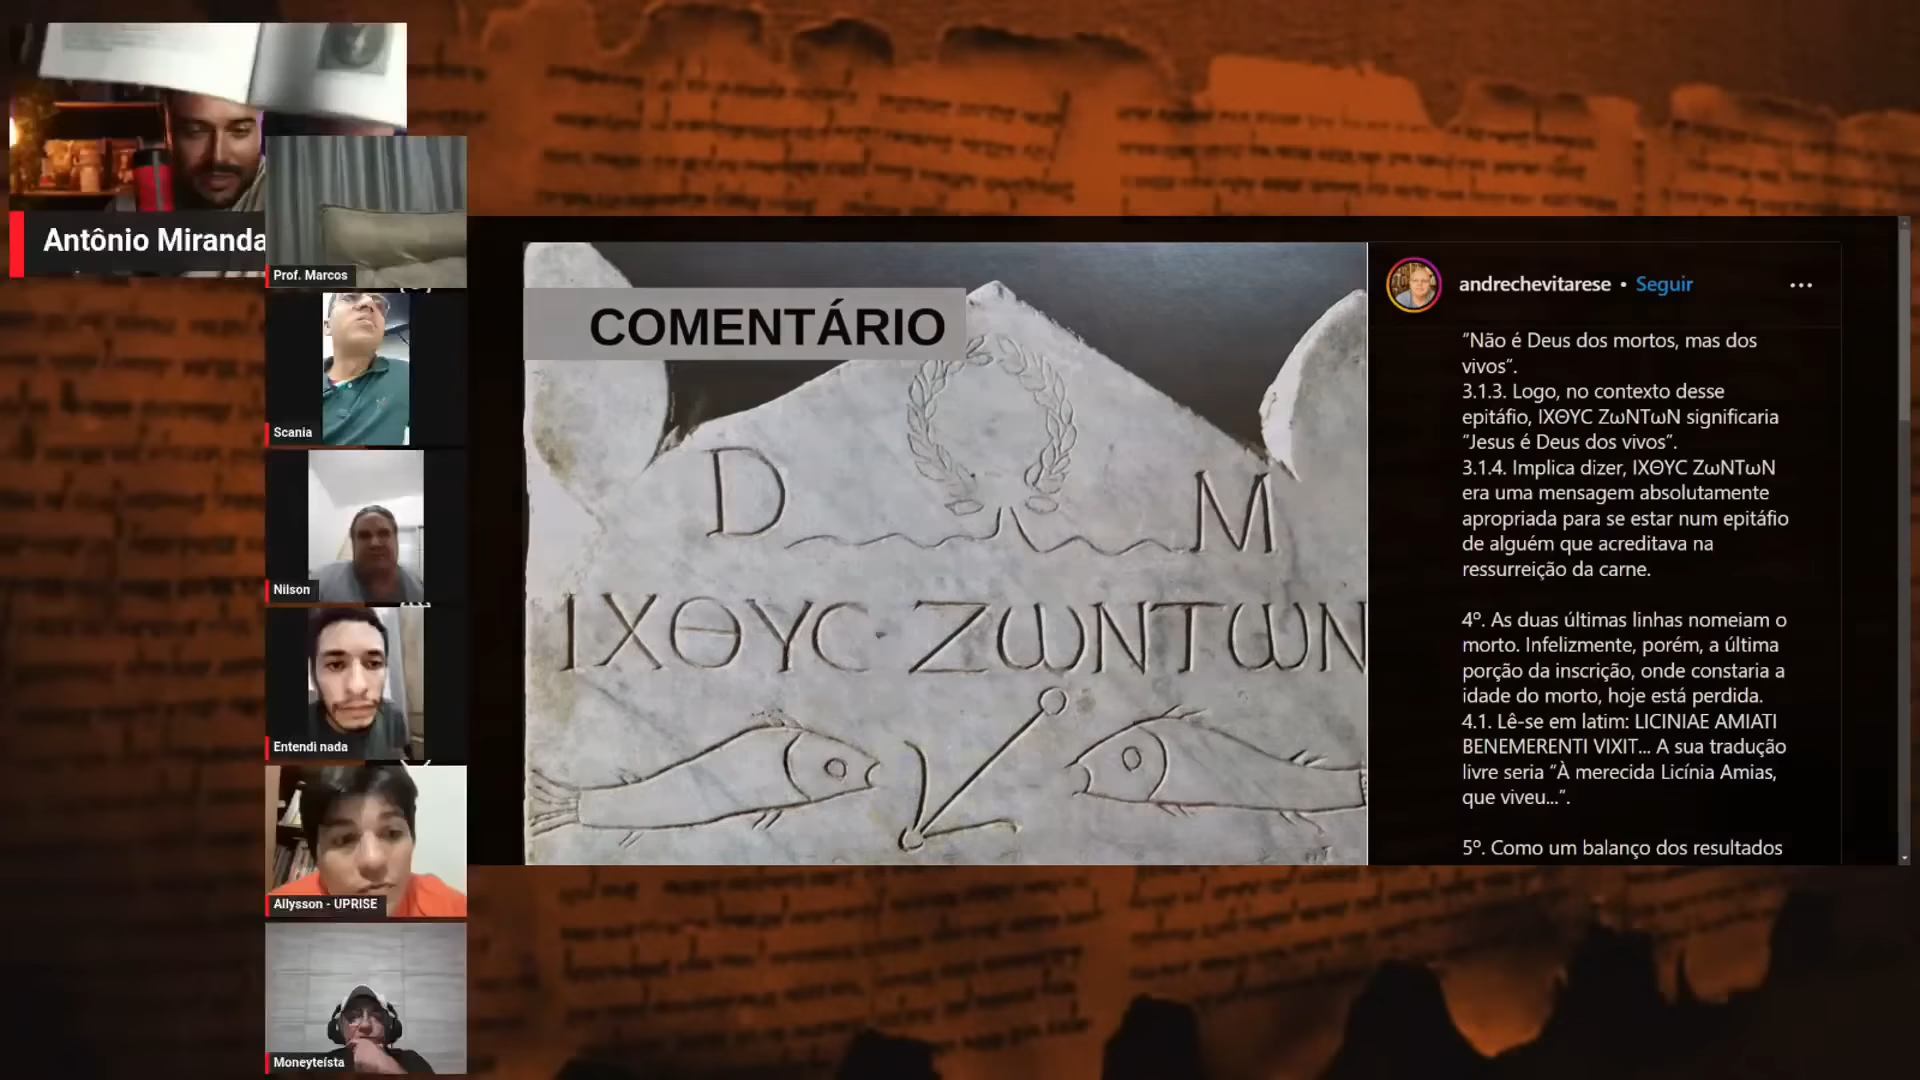 Antônio Miranda
Prof. Marcos
Scania
Nilson
Entendi nada
Allysson - UPRISE
Moneyteísta
COMENTÁRIO
D M
ΙΧΘΥC · ΖωΝΤωΝ
andrechevitarese • Seguir
“Não é Deus dos mortos, mas dos
vivos”.
3.1.3. Logo, no contexto desse
epitáfio, ΙΧΘΥC ΖωΝΤωΝ significaria
“Jesus é Deus dos vivos”.
3.1.4. Implica dizer, ΙΧΘΥC ΖωΝΤωΝ
era uma mensagem absolutamente
apropriada para se estar num epitáfio
de alguém que acreditava na
ressurreição da carne.
4º. As duas últimas linhas nomeiam o
morto. Infelizmente, porém, a última
porção da inscrição, onde constaria a
idade do morto, hoje está perdida.
4.1. Lê-se em latim: LICINIAE AMIATI
BENEMERENTI VIXIT... A sua tradução
livre seria “À merecida Licínia Amias,
que viveu...”.
5º. Como um balanço dos resultados